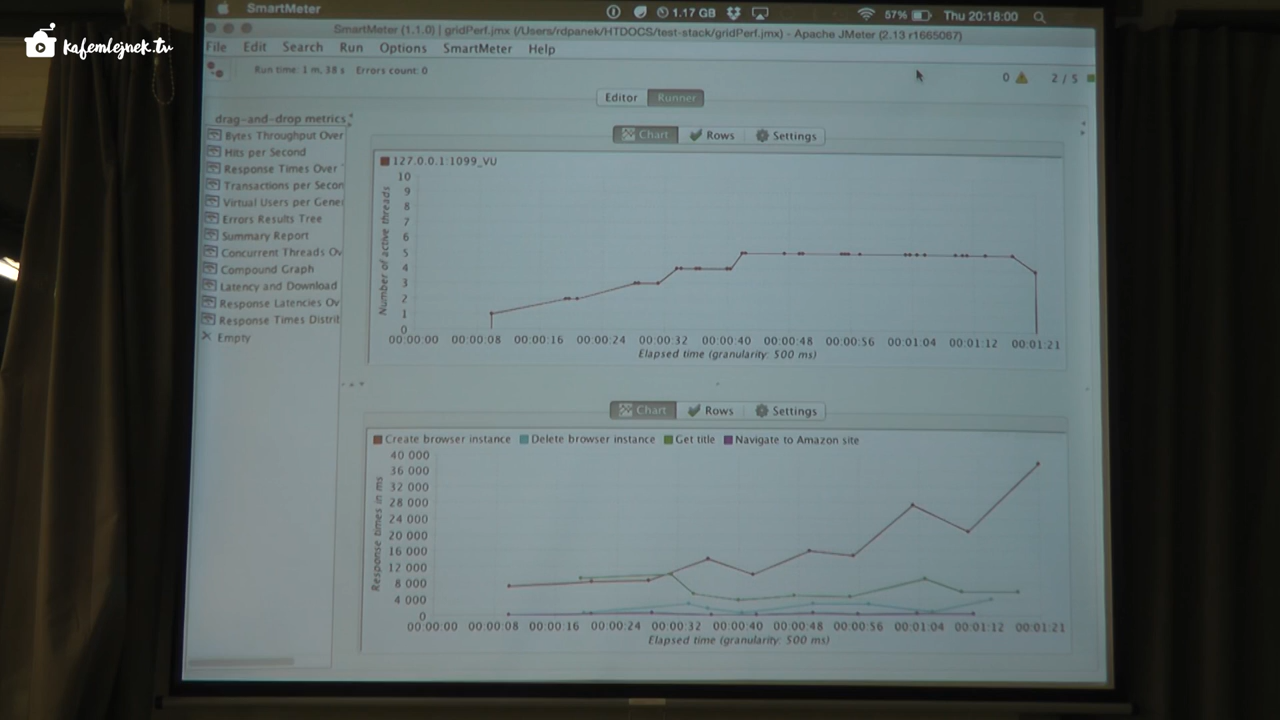 kafemlejnek.tv
SmartMeter 1.17 GB 57% Thu 20:18:00
SmartMeter (1.1.0) | gridPerf.jmx (/Users/rdpanek/HTDOCS/test-stack/gridPerf.jmx) - Apache JMeter (2.13 r1665067)
File Edit Search Run Options SmartMeter Help
Run time: 1 m, 38 s Errors count: 0 0 2 / 5
Editor Runner
drag-and-drop metrics
Bytes Throughput Over
Hits per Second
Response Times Over
Transactions per Secon
Virtual Users per Gene
Errors Results Tree
Summary Report
Concurrent Threads Ov
Compound Graph
Latency and Download
Response Latencies Ov
Response Times Distrib
Empty
Chart Rows Settings
127.0.0.1:1099_VU
Number of active threads
10
9
8
7
6
5
4
3
2
1
0
00:00:00 00:00:08 00:00:16 00:00:24 00:00:32 00:00:40 00:00:48 00:00:56 00:01:04 00:01:12 00:01:21
Elapsed time (granularity: 500 ms)
Chart Rows Settings
Create browser instance Delete browser instance Get title Navigate to Amazon site
Response times in ms
40 000
36 000
32 000
28 000
24 000
20 000
16 000
12 000
8 000
4 000
0
00:00:00 00:00:08 00:00:16 00:00:24 00:00:32 00:00:40 00:00:48 00:00:56 00:01:04 00:01:12 00:01:21
Elapsed time (granularity: 500 ms)